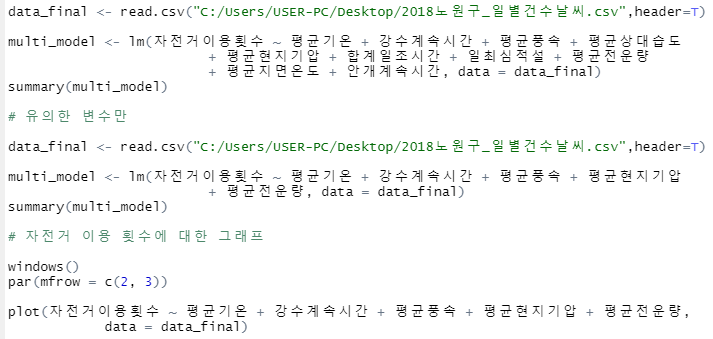 data_final <- read.csv("C:/Users/USER-PC/Desktop/2018노원구_일별건수날씨.csv",header=T)
multi_model <- lm(자전거이용횟수 ~ 평균기온 + 강수계속시간 + 평균풍속 + 평균상대습도
+ 평균현지기압 + 합계일조시간 + 일최심적설 + 평균전운량
+ 평균지면온도 + 안개계속시간, data = data_final)
summary(multi_model)
# 유의한 변수만
data_final <- read.csv("C:/Users/USER-PC/Desktop/2018노원구_일별건수날씨.csv",header=T)
multi_model <- lm(자전거이용횟수 ~ 평균기온 + 강수계속시간 + 평균풍속 + 평균현지기압
+ 평균전운량, data = data_final)
summary(multi_model)
# 자전거 이용 횟수에 대한 그래프
windows()
par(mfrow = c(2, 3))
plot(자전거이용횟수 ~ 평균기온 + 강수계속시간 + 평균풍속 + 평균현지기압 + 평균전운량,
data = data_final)